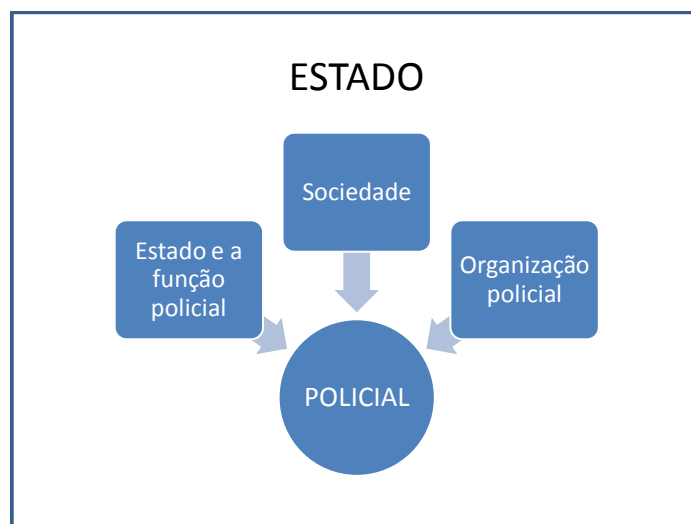 ESTADO
Sociedade
Estado e a
função
policial
Organização
policial
POLICIAL